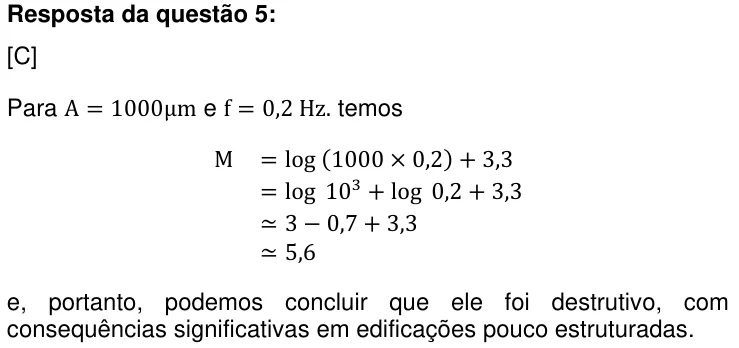 Resposta da questão 5:
[C]
Para A = 1000μm e f = 0,2 Hz. temos
M = log (1000 × 0,2) + 3,3
= log 10³ + log 0,2 + 3,3
≃ 3 − 0,7 + 3,3
≃ 5,6
e, portanto, podemos concluir que ele foi destrutivo, com
consequências significativas em edificações pouco estruturadas.